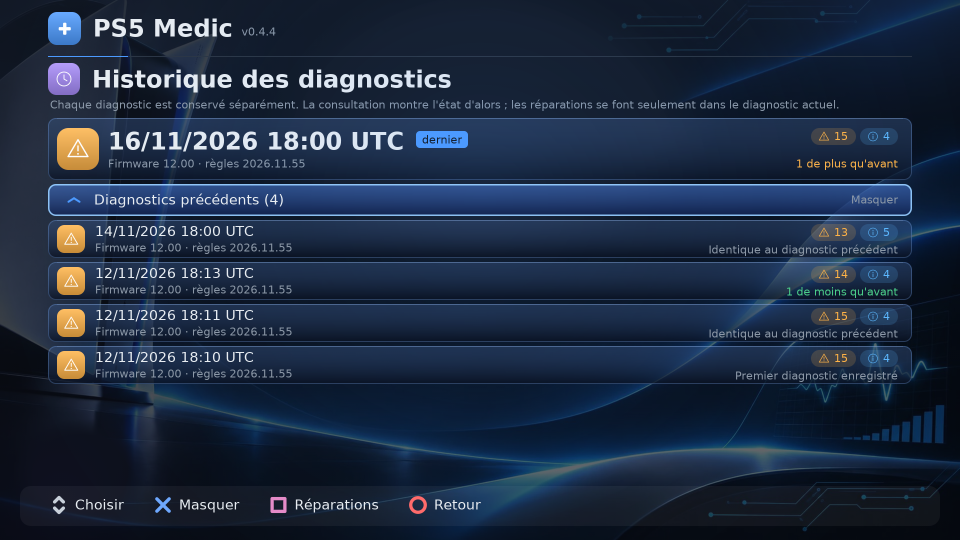 PS5 Medic v0.4.4
Historique des diagnostics
Chaque diagnostic est conservé séparément. La consultation montre l'état d'alors ; les réparations se font seulement dans le diagnostic actuel.
16/11/2026 18:00 UTC dernier 15 4
Firmware 12.00 · règles 2026.11.55 1 de plus qu'avant
Diagnostics précédents (4) Masquer
14/11/2026 18:00 UTC 13 5
Firmware 12.00 · règles 2026.11.55 Identique au diagnostic précédent
12/11/2026 18:13 UTC 14 4
Firmware 12.00 · règles 2026.11.55 1 de moins qu'avant
12/11/2026 18:11 UTC 15 4
Firmware 12.00 · règles 2026.11.55 Identique au diagnostic précédent
12/11/2026 18:10 UTC 15 4
Firmware 12.00 · règles 2026.11.55 Premier diagnostic enregistré
Choisir Masquer Réparations Retour